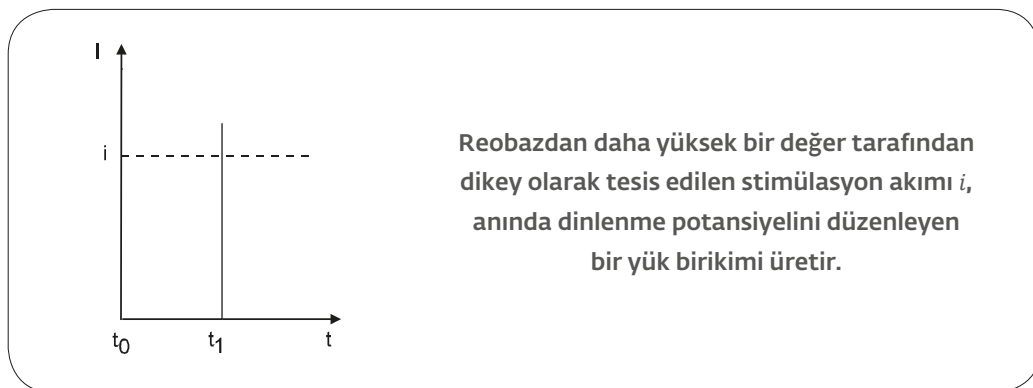 I
i
t0
t1
t
Reobazdan daha yüksek bir değer tarafından
dikey olarak tesis edilen stimülasyon akımı i,
anında dinlenme potansiyelini düzenleyen
bir yük birikimi üretir.